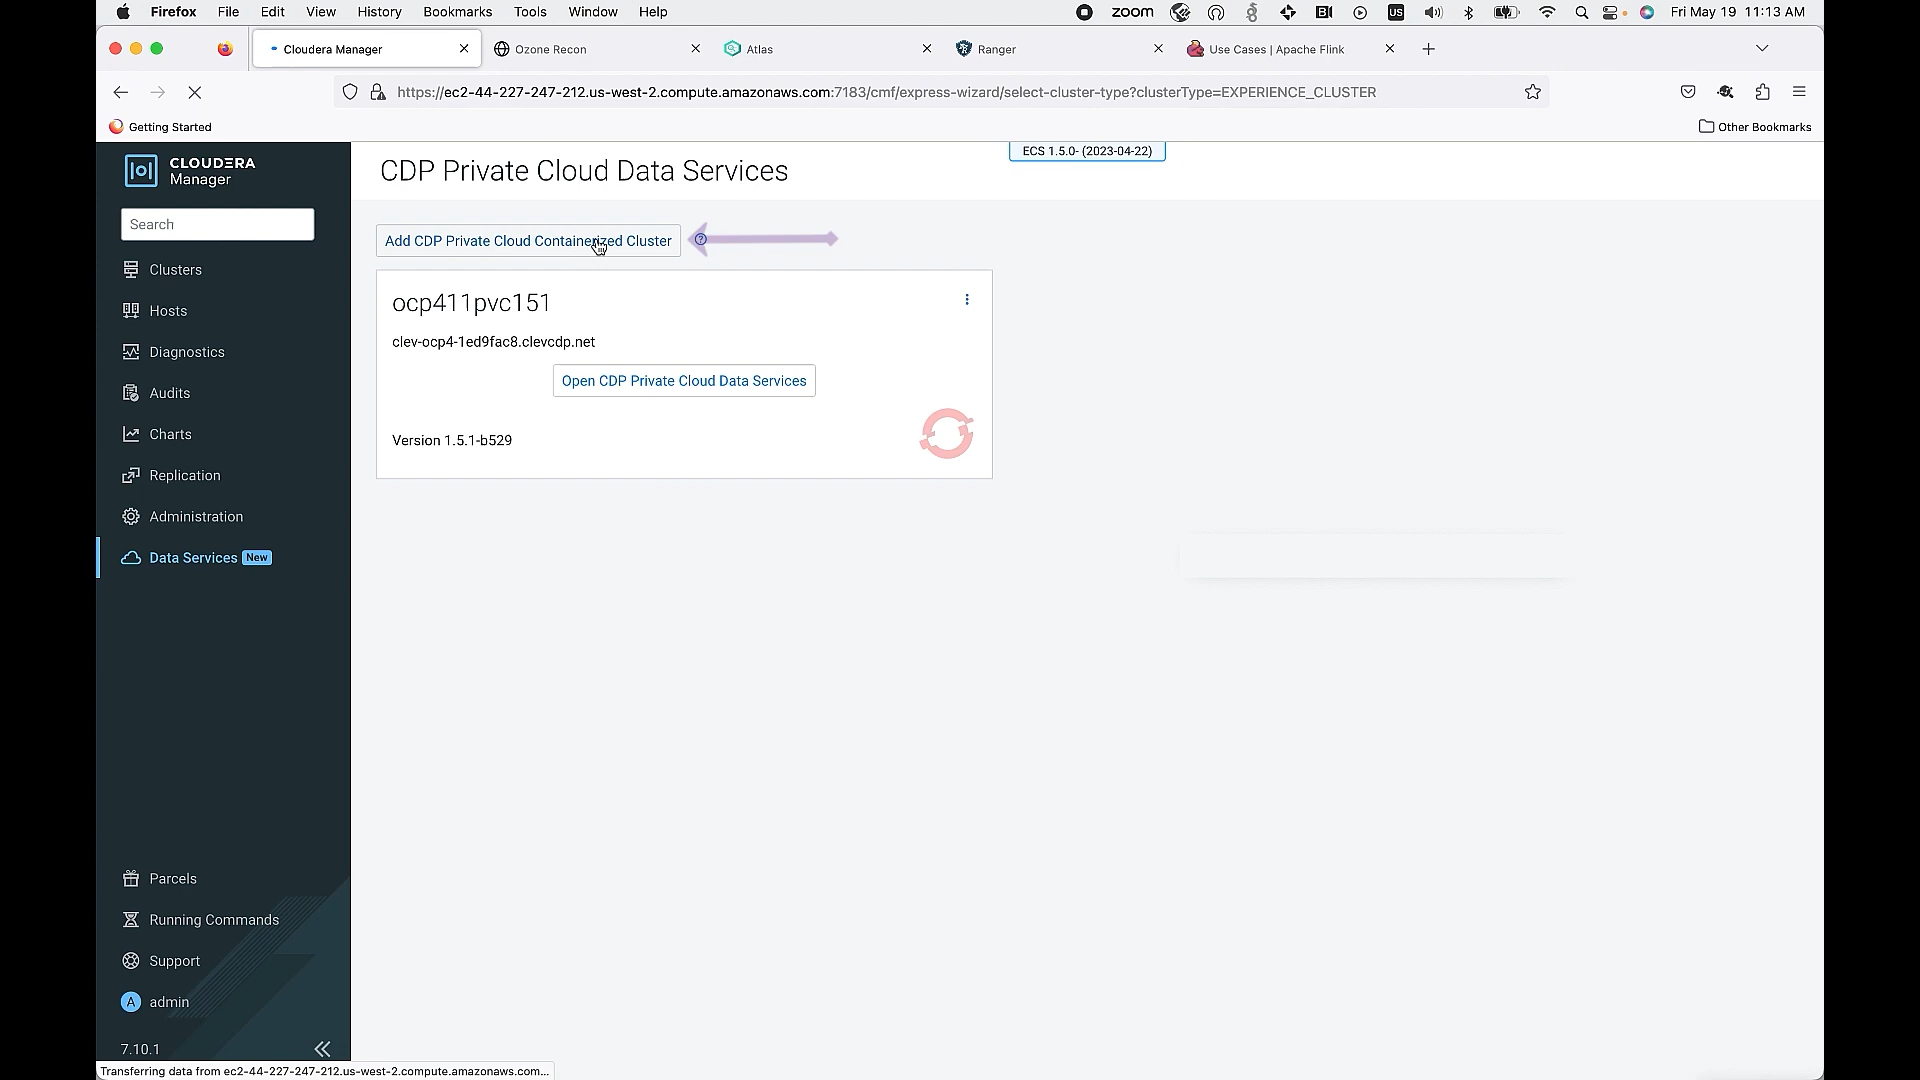 Firefox File Edit View History Bookmarks Tools Window Help zoom US Fri May 19 11:13 AM
Cloudera Manager Ozone Recon Atlas Ranger Use Cases | Apache Flink
https://ec2-44-227-247-212.us-west-2.compute.amazonaws.com:7183/cmf/express-wizard/select-cluster-type?clusterType=EXPERIENCE_CLUSTER
Getting Started Other Bookmarks
CLOUDERA
Manager
Search
Clusters
Hosts
Diagnostics
Audits
Charts
Replication
Administration
Data Services New
Parcels
Running Commands
Support
A admin
7.10.1
ECS 1.5.0- (2023-04-22)
CDP Private Cloud Data Services
Add CDP Private Cloud Containerized Cluster ?
ocp411pvc151
clev-ocp4-1ed9fac8.clevcdp.net
Open CDP Private Cloud Data Services
Version 1.5.1-b529
Transferring data from ec2-44-227-247-212.us-west-2.compute.amazonaws.com...